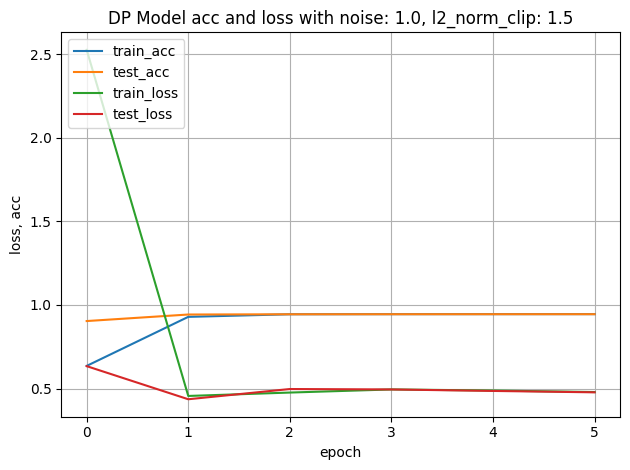 DP Model acc and loss with noise: 1.0, l2_norm_clip: 1.5
train_acc
test_acc
train_loss
test_loss
2.5
2.0
1.5
1.0
0.5
loss, acc
0 1 2 3 4 5
epoch